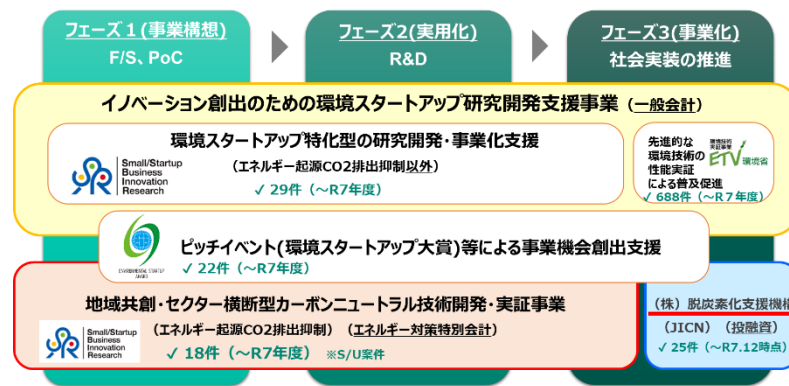 フェーズ1(事業構想)
F/S、PoC
フェーズ2(実用化)
R&D
フェーズ3(事業化)
社会実装の推進
イノベーション創出のための環境スタートアップ研究開発支援事業（一般会計）
環境スタートアップ特化型の研究開発・事業化支援
Small/Startup
Business
Innovation
Research
（エネルギー起源CO2排出抑制以外）
✓ 29件（～R7年度）
先進的な
環境技術の
性能実証
による普及促進
環境技術
実証事業
ETV 環境省
✓ 688件（～R７年度）
ENVIRONMENTAL STARTUP
AWARD
ピッチイベント(環境スタートアップ大賞)等による事業機会創出支援
✓ 22件（～R7年度）
地域共創・セクター横断型カーボンニュートラル技術開発・実証事業
Small/Startup
Business
Innovation
Research
（エネルギー起源CO2排出抑制）（エネルギー対策特別会計）
✓ 18件（～R7年度） ※S/U案件
（株）脱炭素化支援機構
（JICN）（投融資）
✓ 25件（～R7.12時点）